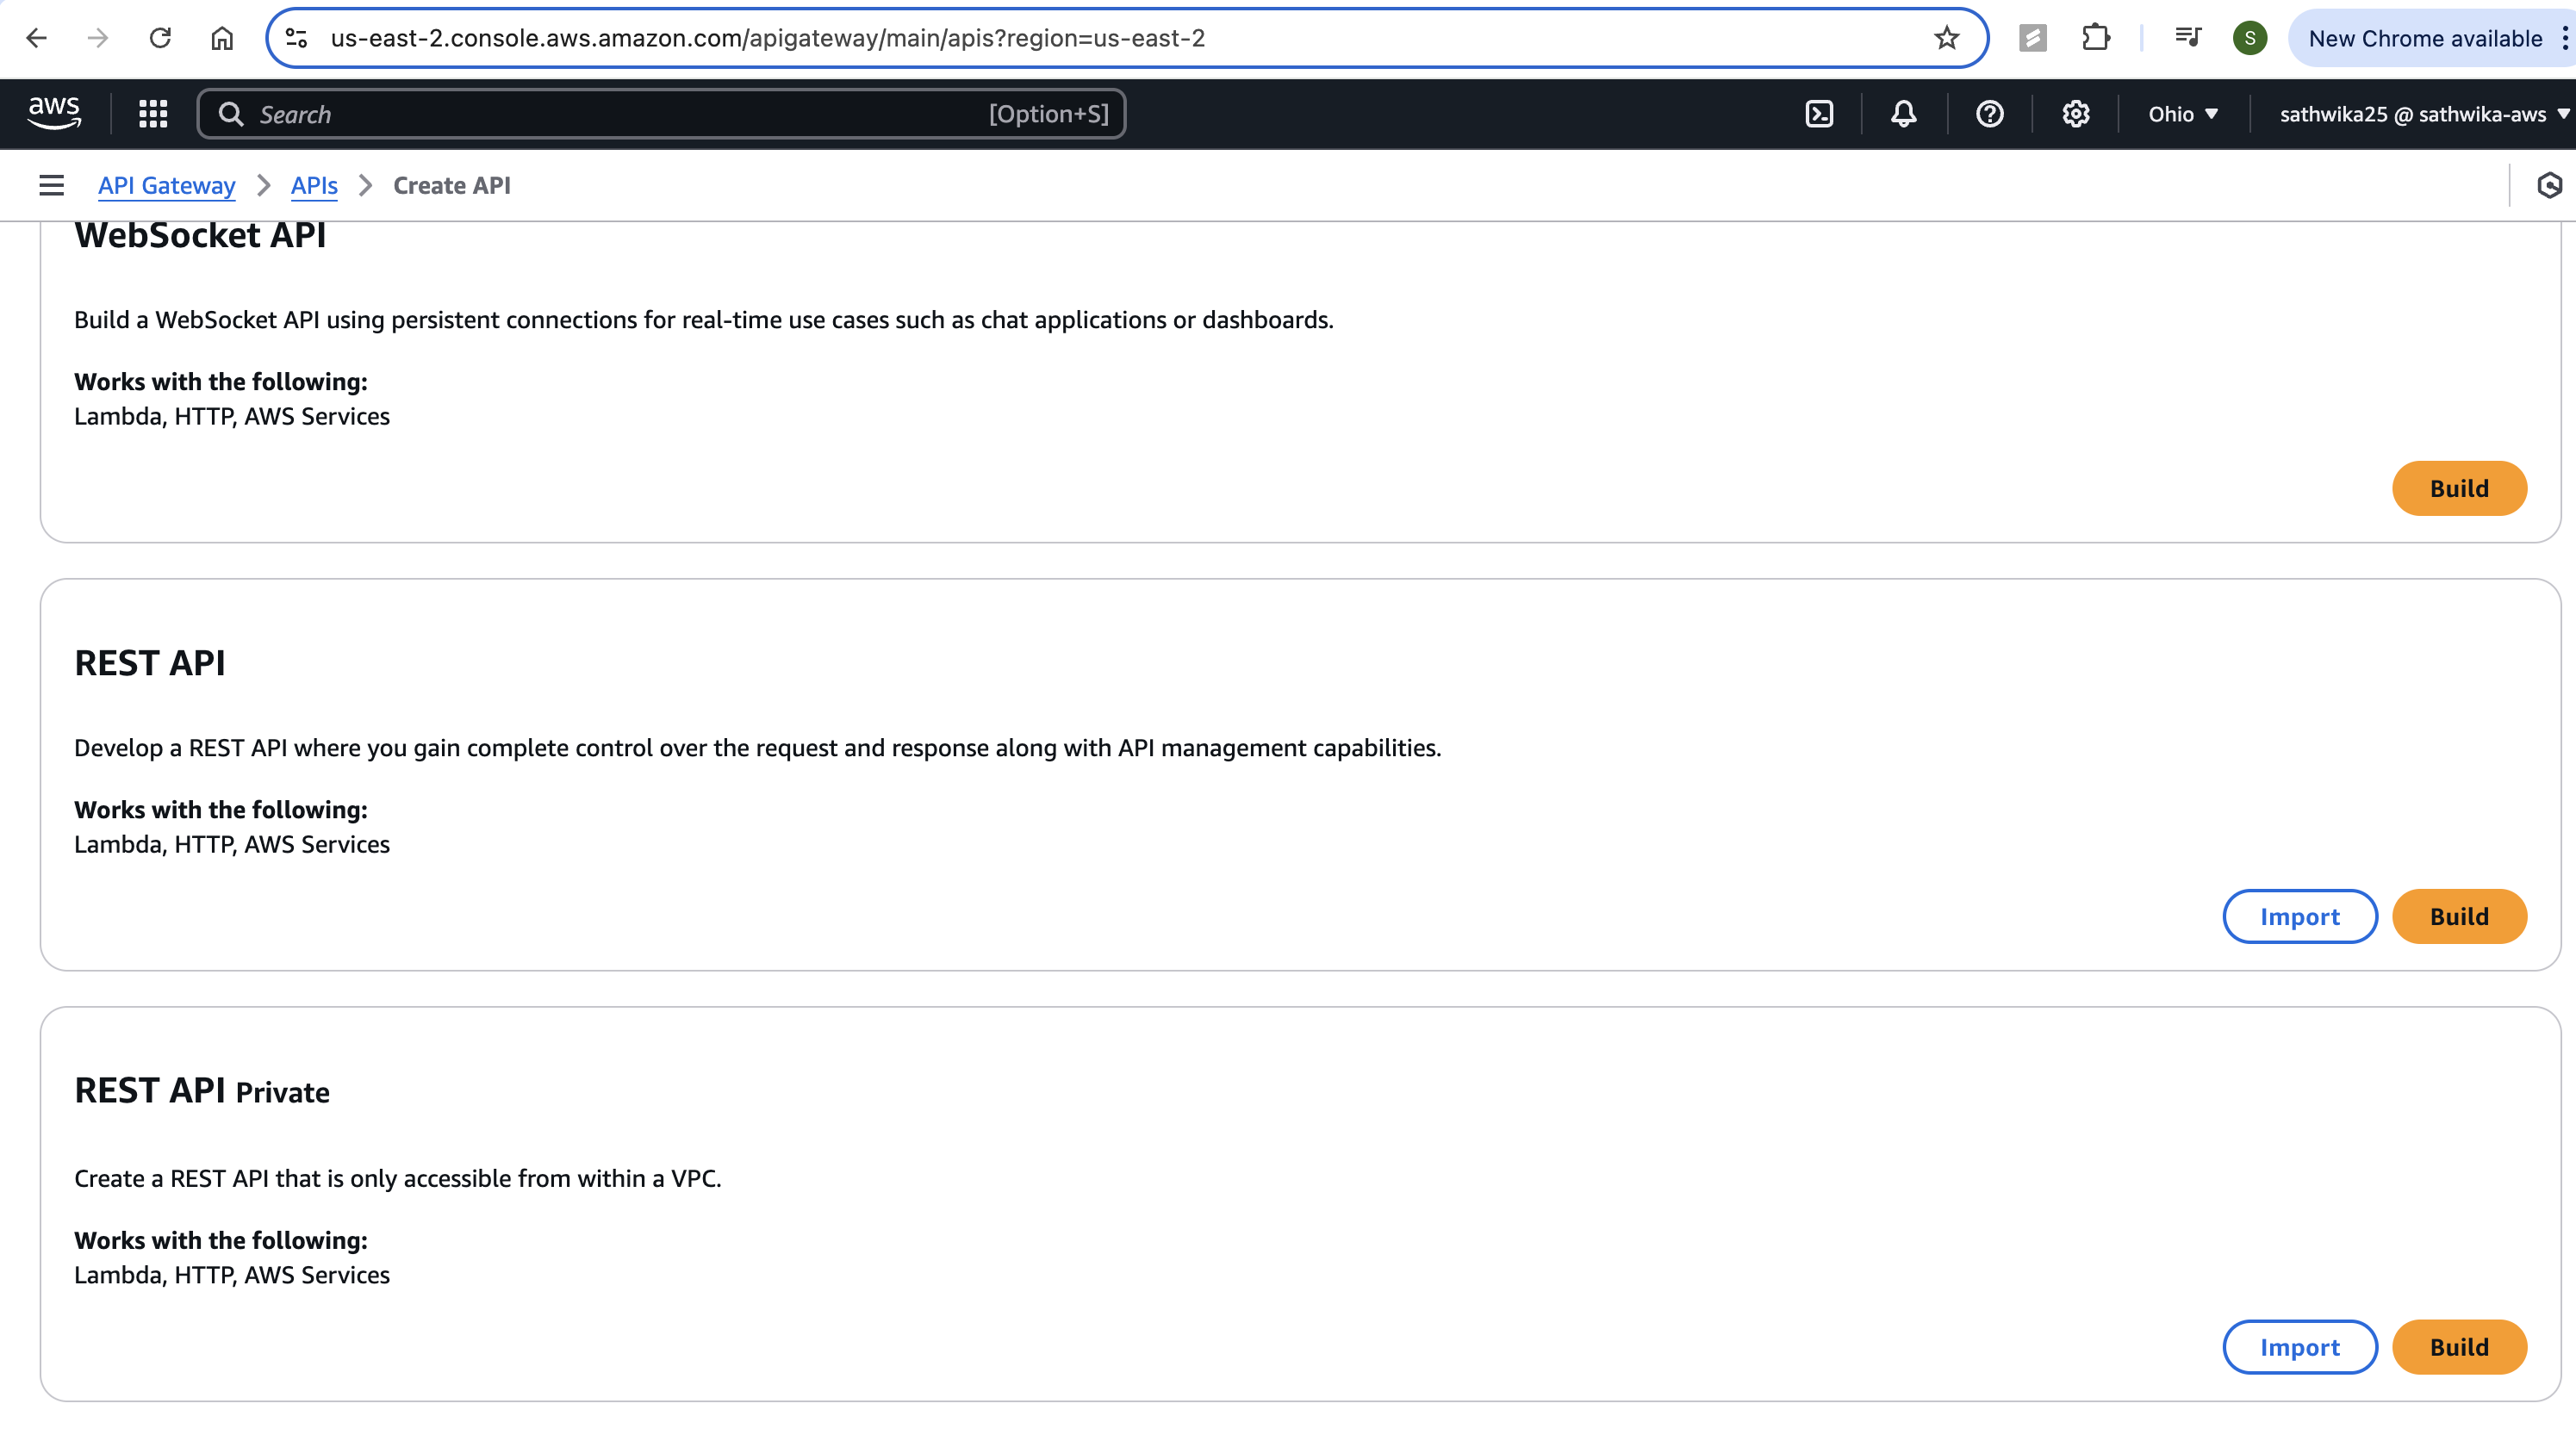 us-east-2.console.aws.amazon.com/apigateway/main/apis?region=us-east-2
S
New Chrome available
aws
Search
[Option+S]
Ohio
sathwika25 @ sathwika-aws
API Gateway > APIs > Create API
WebSocket API
Build a WebSocket API using persistent connections for real-time use cases such as chat applications or dashboards.
Works with the following:
Lambda, HTTP, AWS Services
Build
REST API
Develop a REST API where you gain complete control over the request and response along with API management capabilities.
Works with the following:
Lambda, HTTP, AWS Services
Import
Build
REST API Private
Create a REST API that is only accessible from within a VPC.
Works with the following:
Lambda, HTTP, AWS Services
Import
Build